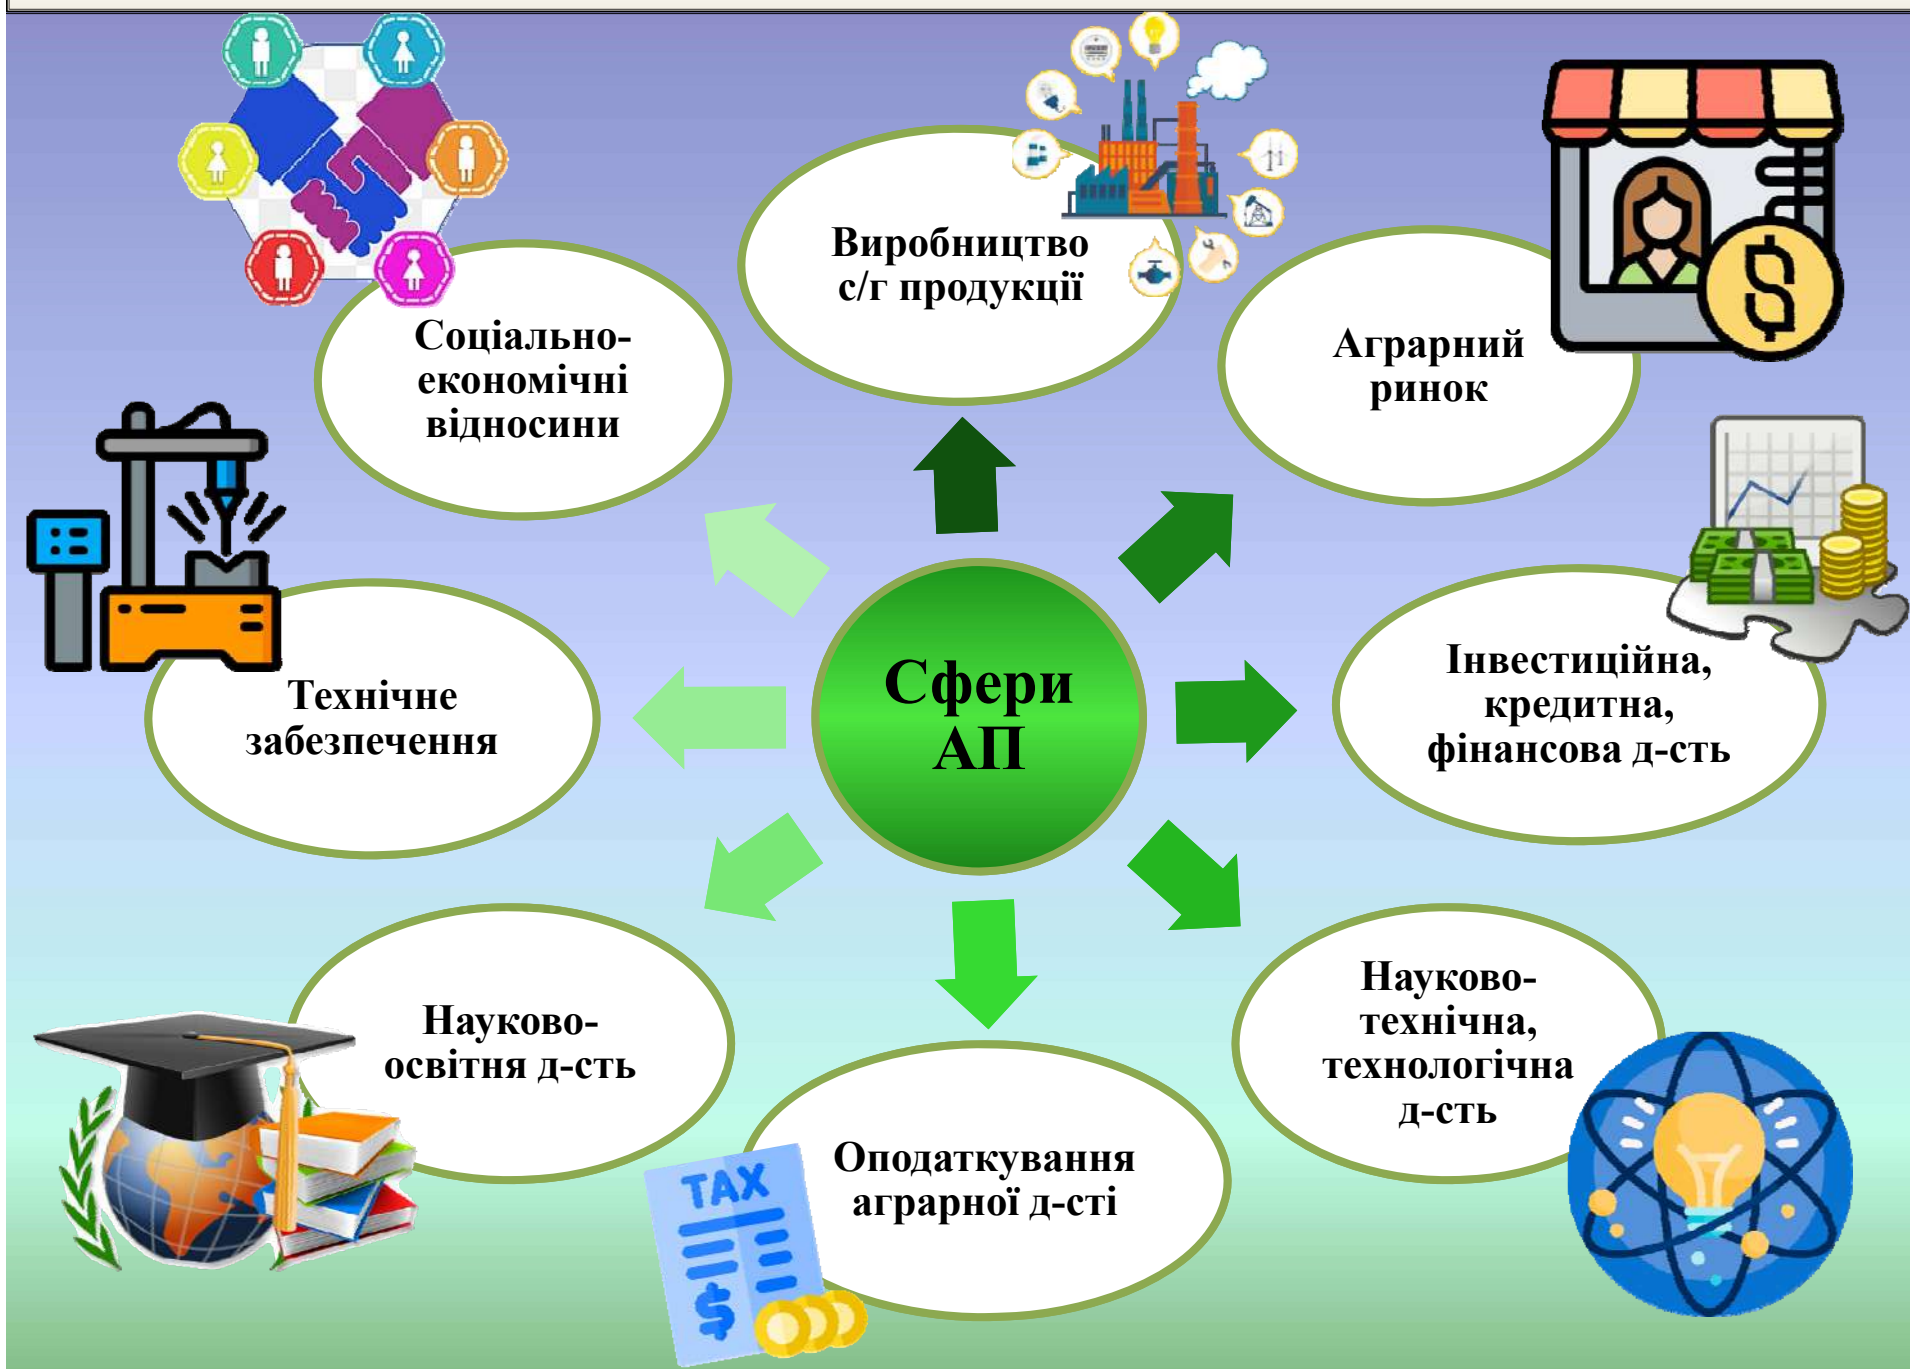 Сфери
АП
Виробництво
с/г продукції
Аграрний
ринок
Інвестиційна,
кредитна,
фінансова д-сть
Науково-
технічна,
технологічна
д-сть
Оподаткування
аграрної д-сті
TAX
$
Науково-
освітня д-сть
Технічне
забезпечення
Соціально-
економічні
відносини
$